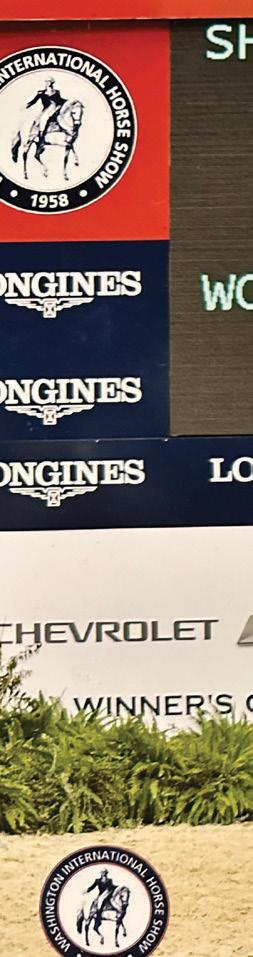 SH
INTERNATIONAL HORSE SHOW
• 1958 •
ONGINES
WO
ONGINES
ONGINES
LO
CHEVROLET
WINNER'S
WASHINGTON INTERNATIONAL HORSE SHOW